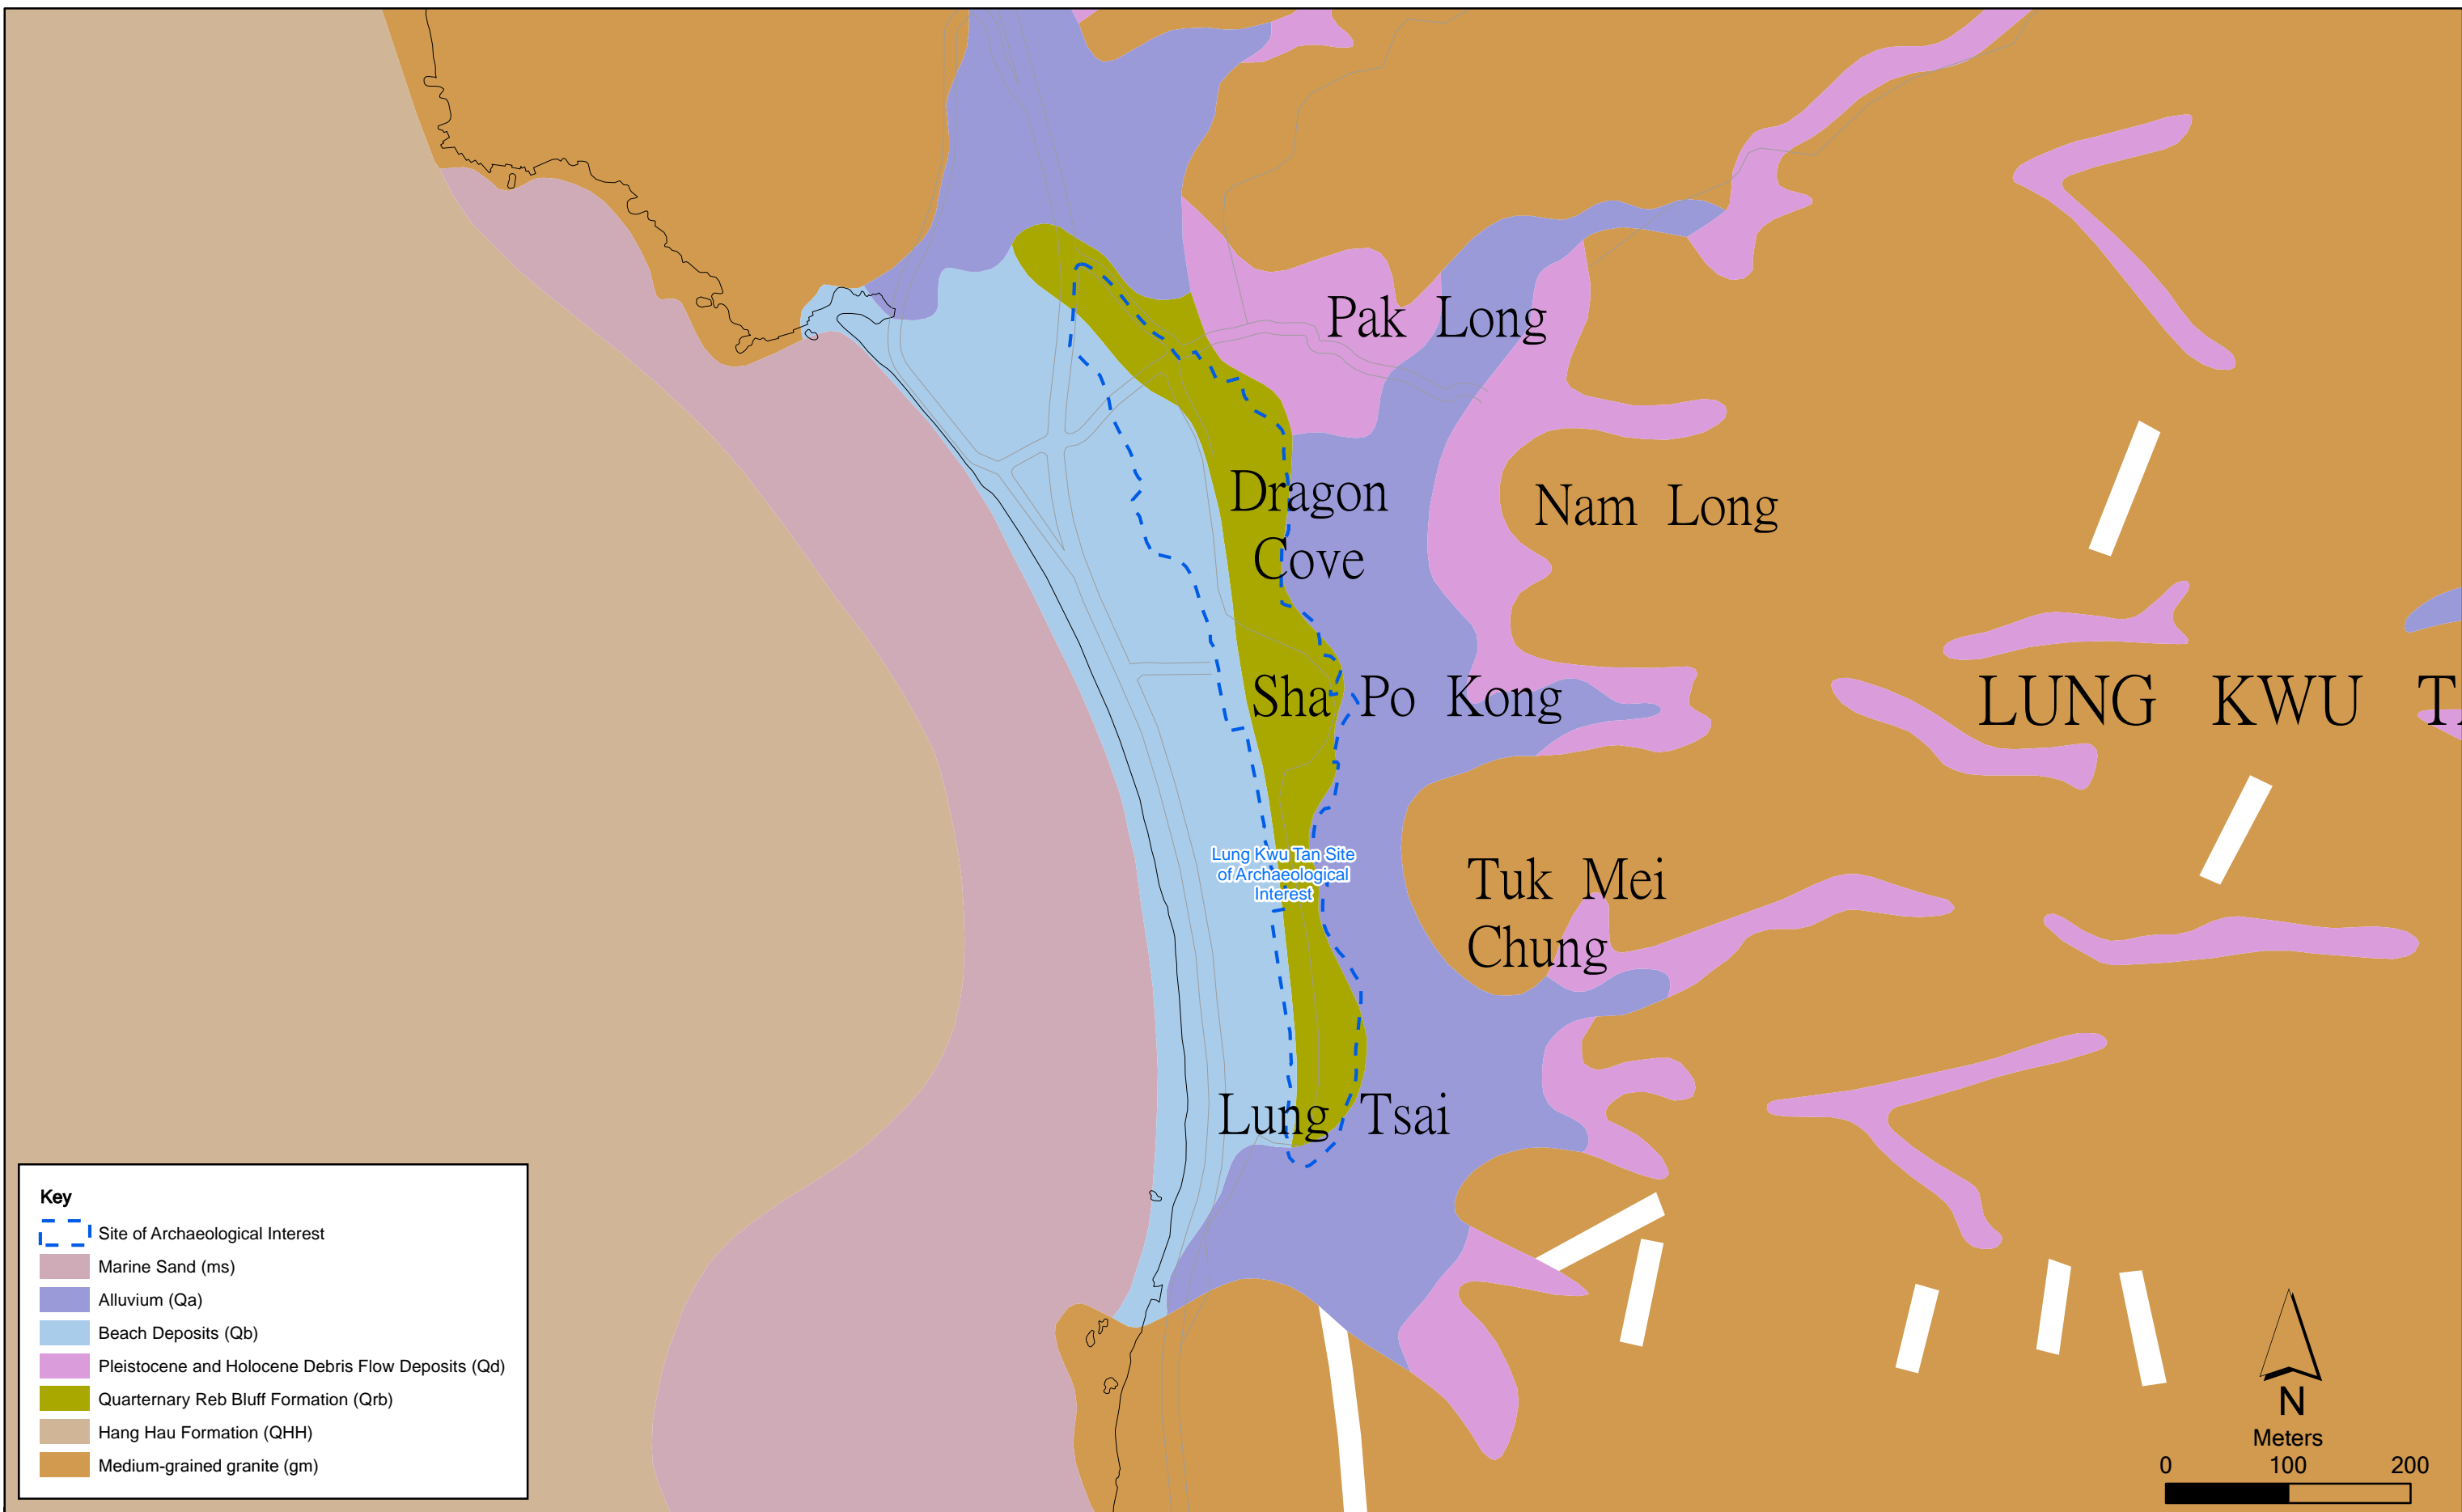 Pak Long
Dragon
Cove
Nam Long
Sha Po Kong
LUNG KWU
Lung Kwu Tan Site
of Archaeological
Interest
Tuk Mei
Chung
Lung Tsai
Key
Site of Archaeological Interest
Marine Sand (ms)
Alluvium (Qa)
Beach Deposits (Qb)
Pleistocene and Holocene Debris Flow Deposits (Qd)
Quarternary Reb Bluff Formation (Qrb)
Hang Hau Formation (QHH)
Medium-grained granite (gm)
N
Meters
0 100 200